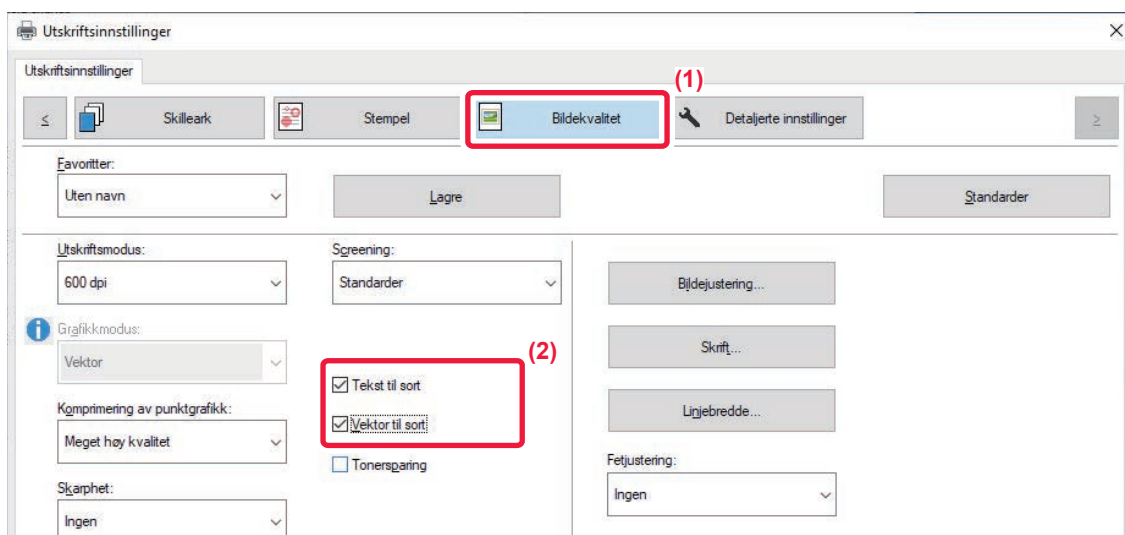 Utskriftsinnstillinger
Utskriftsinnstillinger
(1)
≤ Skilleark Stempel Bildekvalitet Detaljerte innstillinger ≥
Favoritter:
Uten navn Lagre Standarder
Utskriftsmodus: Screening:
600 dpi Standarder Bildejustering...
Grafikkmodus:
Vektor (2) Skrift...
Tekst til sort
Komprimering av punktgrafikk: Vektor til sort Linjebredde...
Meget høy kvalitet
Tonersparing Fetjustering:
Skarphet:
Ingen Ingen